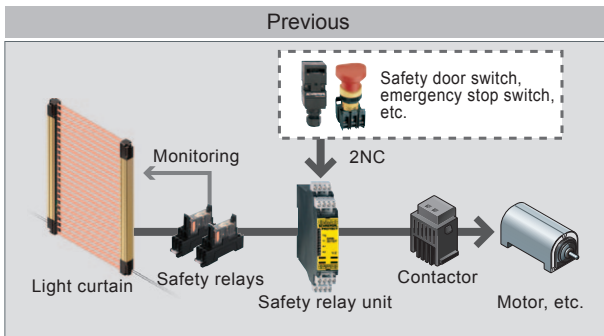 Previous
Safety door switch,
emergency stop switch,
etc.
2NC
Monitoring
Light curtain
Safety relays
Safety relay unit
Contactor
Motor, etc.